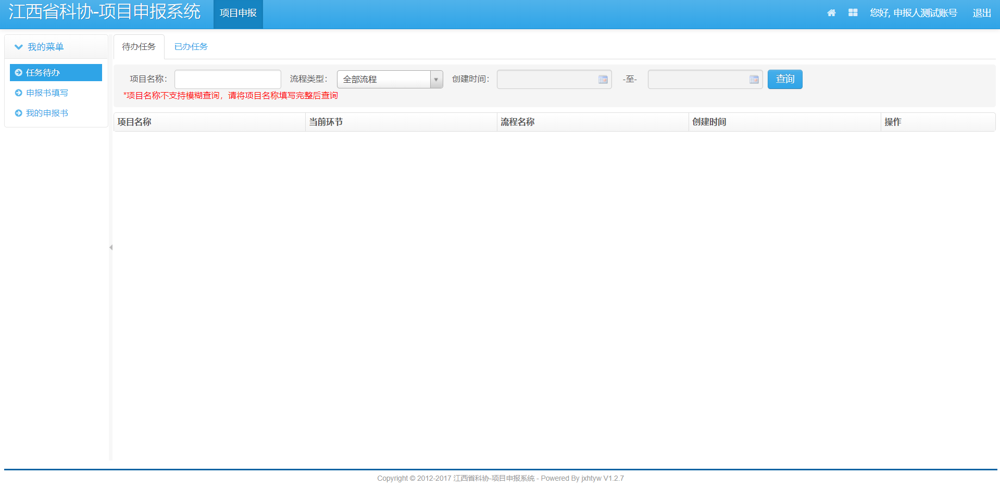 江西省科协-项目申报系统 项目申报 您好, 申报人测试账号 退出
我的菜单
任务待办
申报书填写
我的申报书
待办任务 已办任务
项目名称： 流程类型： 全部流程 创建时间： -至- 查询
*项目名称不支持模糊查询，请将项目名称填写完整后查询
项目名称 当前环节 流程名称 创建时间 操作
Copyright © 2012-2017 江西省科协-项目申报系统 - Powered By jxhtyw V1.2.7